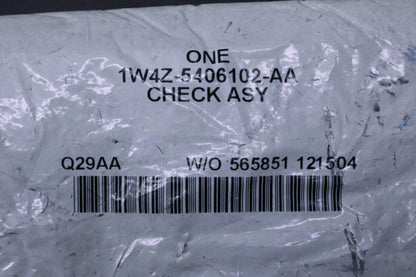 ONE
1W4Z-5406102-AA
CHECK ASY
Q29AA W/O 565851 121504